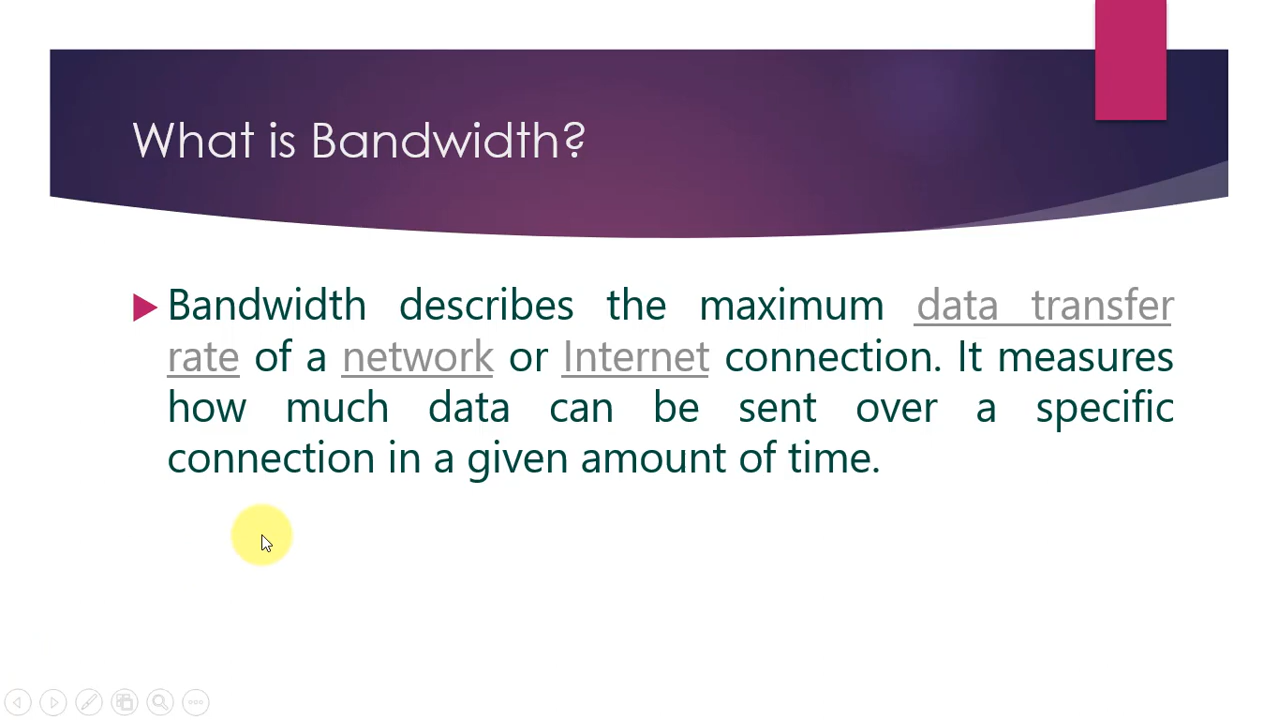 What is Bandwidth?
Bandwidth describes the maximum data transfer
rate of a network or Internet connection. It measures
how much data can be sent over a specific
connection in a given amount of time.